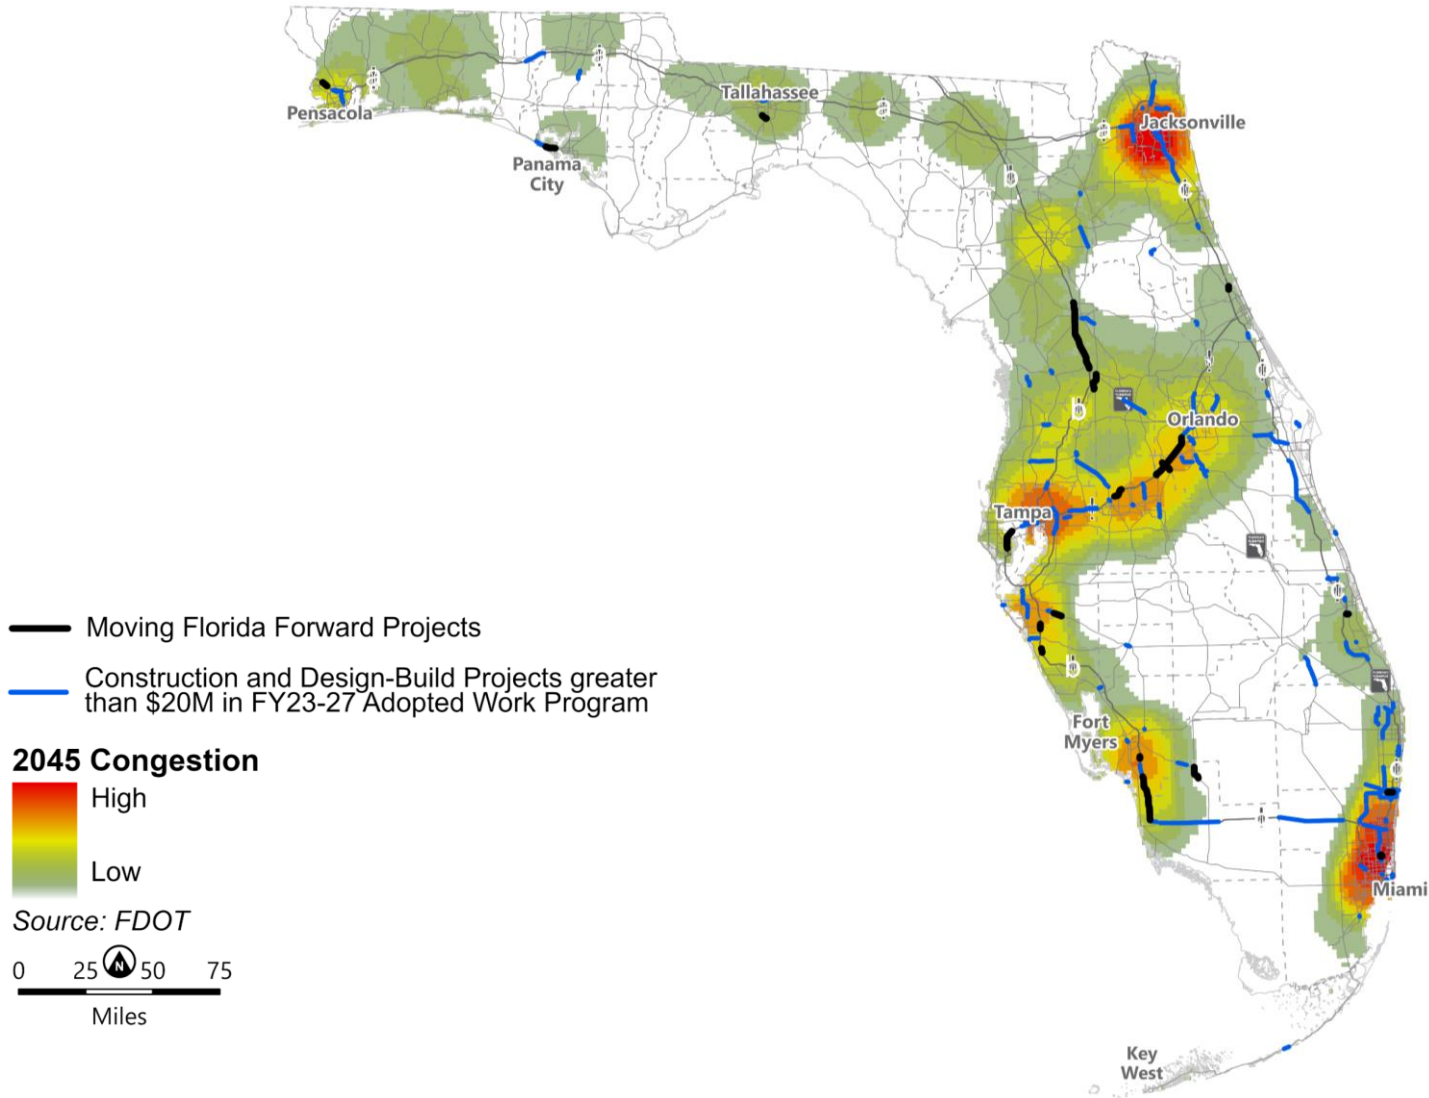 Pensacola
Tallahassee
Jacksonville
Panama
City
Orlando
Tampa
Fort
Myers
Miami
Key
West
Moving Florida Forward Projects
Construction and Design-Build Projects greater
than $20M in FY23-27 Adopted Work Program
2045 Congestion
High
Low
Source: FDOT
N
0 25 50 75
Miles